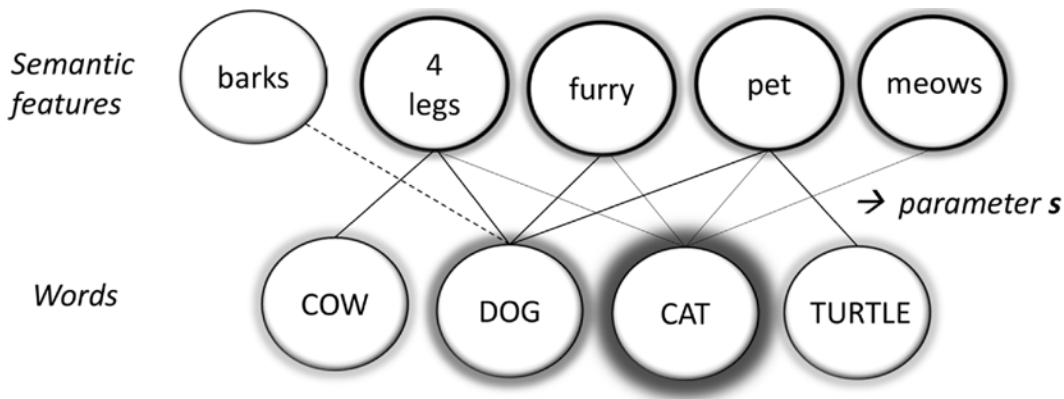 Semantic
features
barks
4
legs
furry
pet
meows
→ parameter s
Words
COW
DOG
CAT
TURTLE